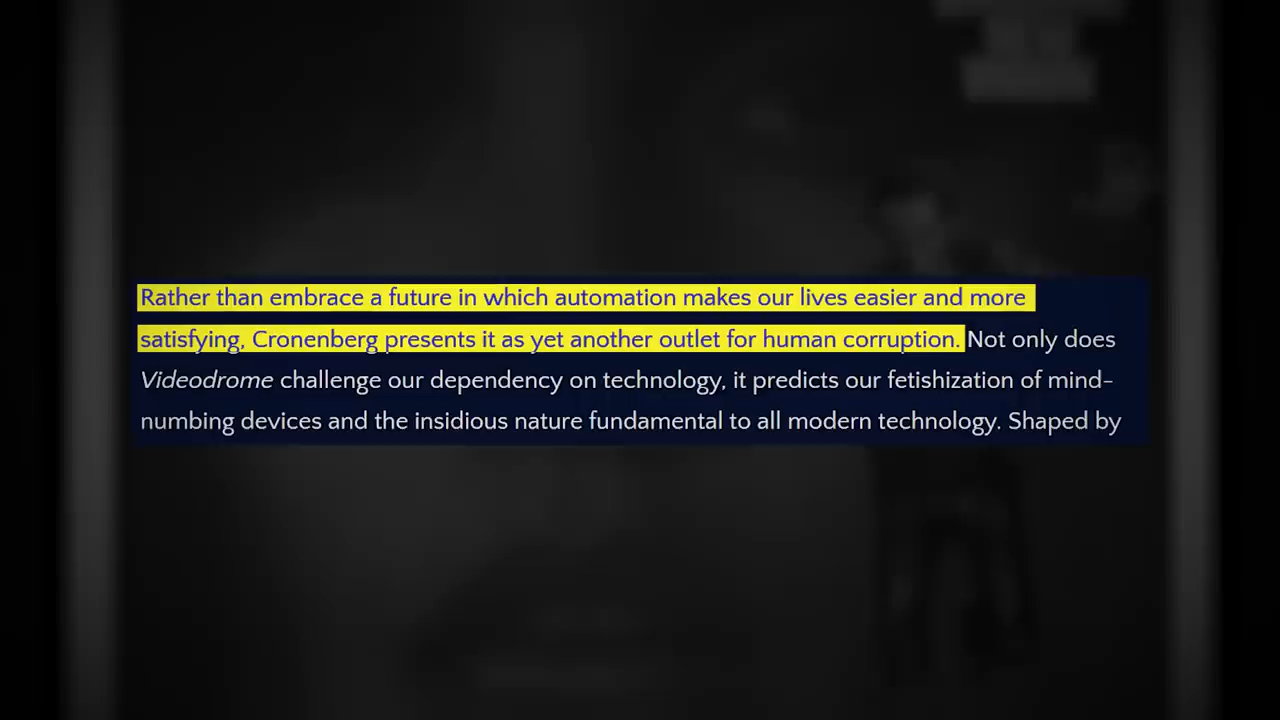 Rather than embrace a future in which automation makes our lives easier and more
satisfying, Cronenberg presents it as yet another outlet for human corruption. Not only does
Videodrome challenge our dependency on technology, it predicts our fetishization of mind-
numbing devices and the insidious nature fundamental to all modern technology. Shaped by